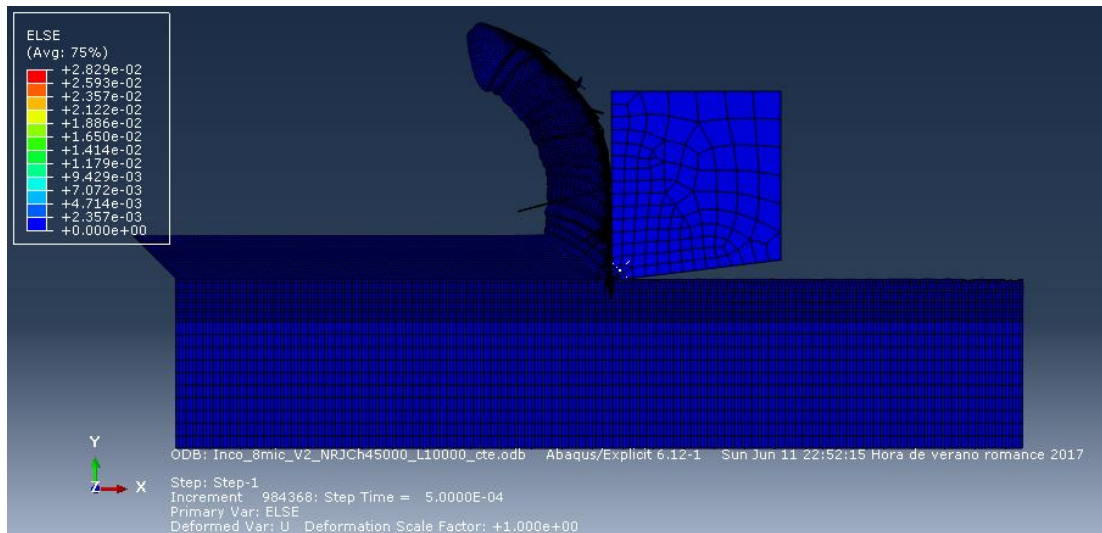 ELSE
(Avg: 75%)
+2.829e-02
+2.593e-02
+2.357e-02
+2.122e-02
+1.886e-02
+1.650e-02
+1.414e-02
+1.179e-02
+9.429e-03
+7.072e-03
+4.714e-03
+2.357e-03
+0.000e+00
Y
Z
X
ODB: Inco_8mic_V2_NRJCh45000_L10000_cte.odb Abaqus/Explicit 6.12-1 Sun Jun 11 22:52:15 Hora de verano romance 2017
Step: Step-1
Increment 984368: Step Time = 5.0000E-04
Primary Var: ELSE
Deformed Var: U Deformation Scale Factor: +1.000e+00